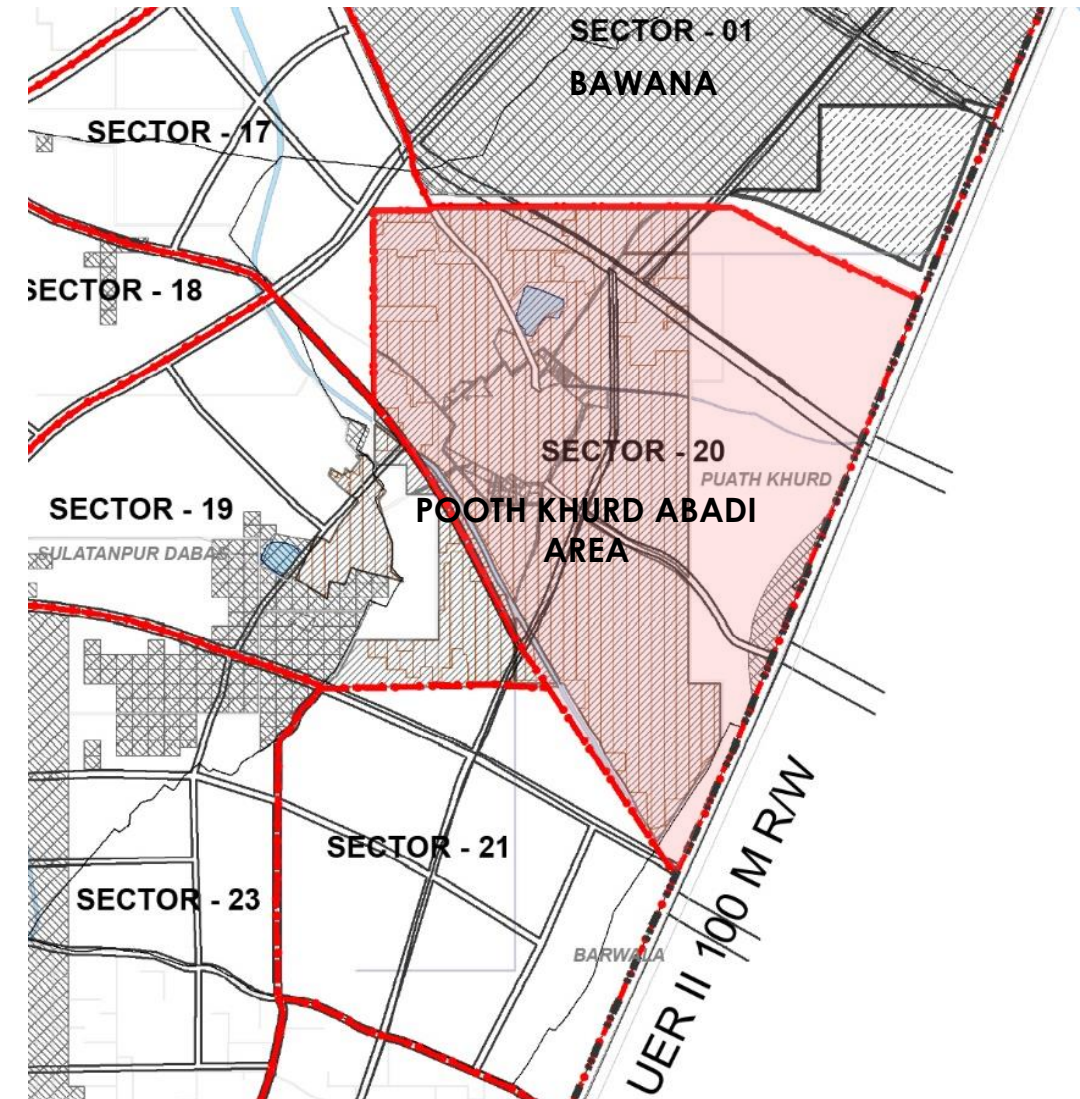 SECTOR - 01
BAWANA
SECTOR - 17
SECTOR - 18
SECTOR - 20
PUATH KHURD
SECTOR - 19
POOTH KHURD ABADI
AREA
SULATANPUR DABAS
SECTOR - 21
SECTOR - 23
BARWALA
UER II 100 M R/W